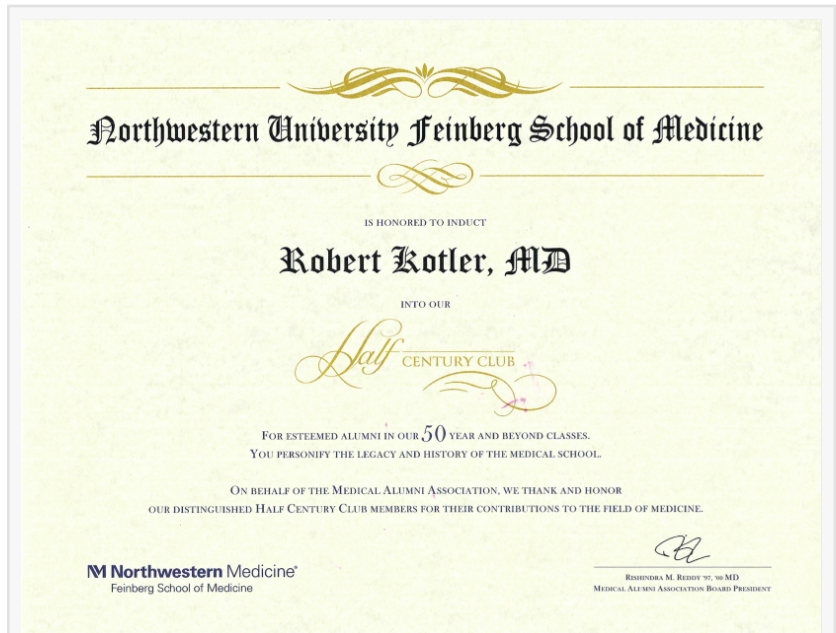 Northwestern University Feinberg School of Medicine
IS HONORED TO INDUCT
Robert Kotler, MD
INTO OUR
Half CENTURY CLUB
FOR ESTEEMED ALUMNI IN OUR 50 YEAR AND BEYOND CLASSES.
YOU PERSONIFY THE LEGACY AND HISTORY OF THE MEDICAL SCHOOL.
ON BEHALF OF THE MEDICAL ALUMNI ASSOCIATION, WE THANK AND HONOR
OUR DISTINGUISHED HALF CENTURY CLUB MEMBERS FOR THEIR CONTRIBUTIONS TO THE FIELD OF MEDICINE.
M Northwestern Medicine®
Feinberg School of Medicine
RISHINDRA M. REDDY '97, '00 MD
MEDICAL ALUMNI ASSOCIATION BOARD PRESIDENT